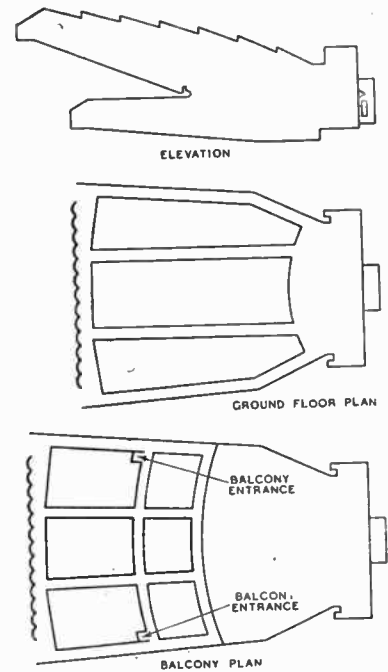 ELEVATION
GROUND FLOOR PLAN
BALCONY
ENTRANCE
BALCON.
ENTRANCE
BALCONY PLAN